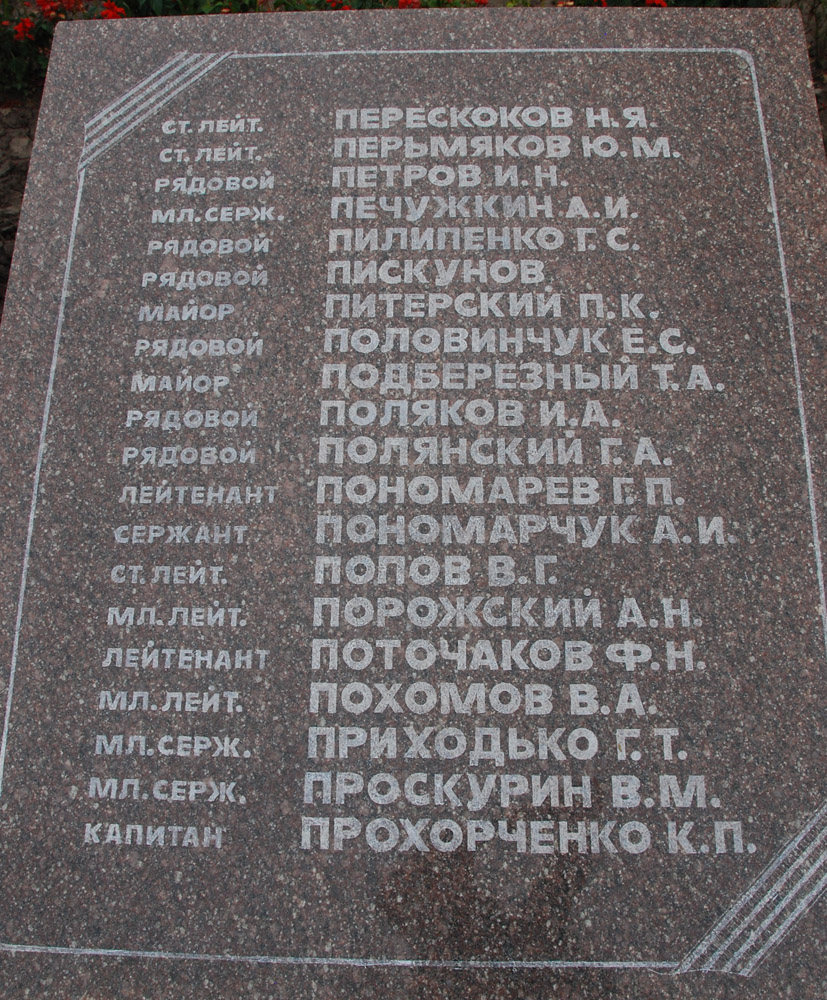 СТ. ЛЕЙТ. ПЕРЕСКОКОВ Н.Я.
СТ. ЛЕЙТ. ПЕРЬМЯКОВ Ю.М.
РЯДОВОЙ ПЕТРОВ И.Н.
МЛ. СЕРЖ. ПЕЧУЖКИН А.И.
РЯДОВОЙ ПИЛИПЕНКО Г.С.
РЯДОВОЙ ПИСКУНОВ
МАЙОР ПИТЕРСКИЙ П.К.
РЯДОВОЙ ПОЛОВИНЧУК Е.С.
МАЙОР ПОДБЕРЕЗНЫЙ Т.А.
РЯДОВОЙ ПОЛЯКОВ И.А.
РЯДОВОЙ ПОЛЯНСКИЙ Г.А.
ЛЕЙТЕНАНТ ПОНОМАРЕВ Г.П.
СЕРЖАНТ ПОНОМАРЧУК А.И.
СТ. ЛЕЙТ. ПОПОВ В.Г.
МЛ. ЛЕЙТ. ПОРОЖСКИЙ А.Н.
ЛЕЙТЕНАНТ ПОТОЧАКОВ Ф.Н.
МЛ. ЛЕЙТ. ПОХОМОВ В.А.
МЛ. СЕРЖ. ПРИХОДЬКО Г.Т.
МЛ. СЕРЖ. ПРОСКУРИН В.М.
КАПИТАН ПРОХОРЧЕНКО К.П.